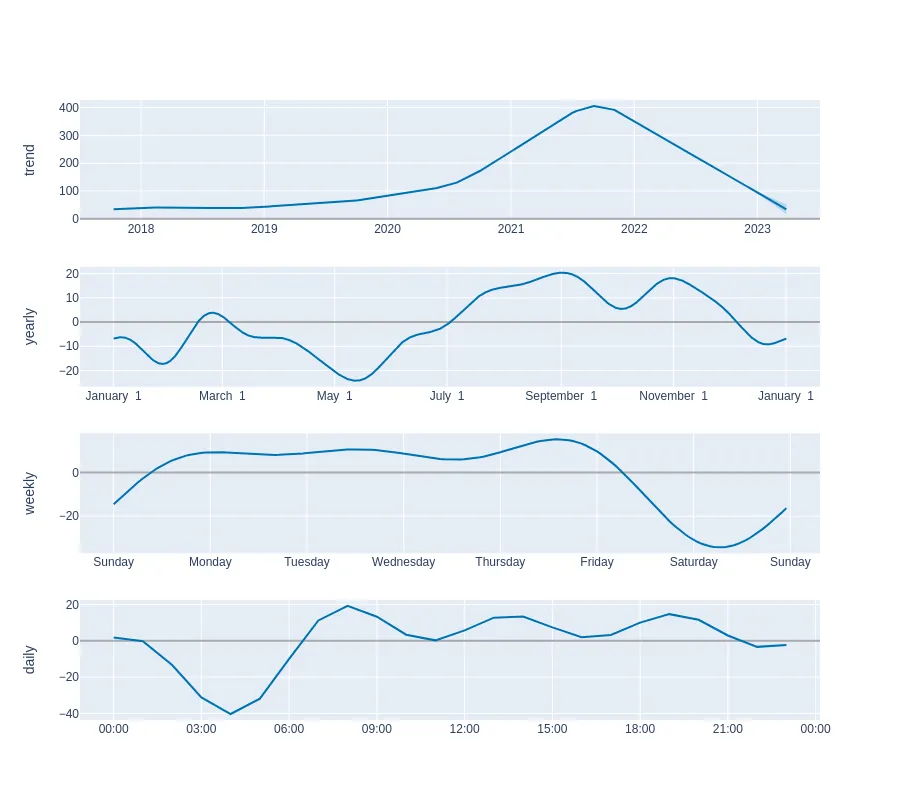 400
300
200
100
0
trend
2018 2019 2020 2021 2022 2023
20
10
0
−10
−20
yearly
January 1 March 1 May 1 July 1 September 1 November 1 January 1
0
−20
weekly
Sunday Monday Tuesday Wednesday Thursday Friday Saturday Sunday
20
0
−20
−40
daily
00:00 03:00 06:00 09:00 12:00 15:00 18:00 21:00 00:00